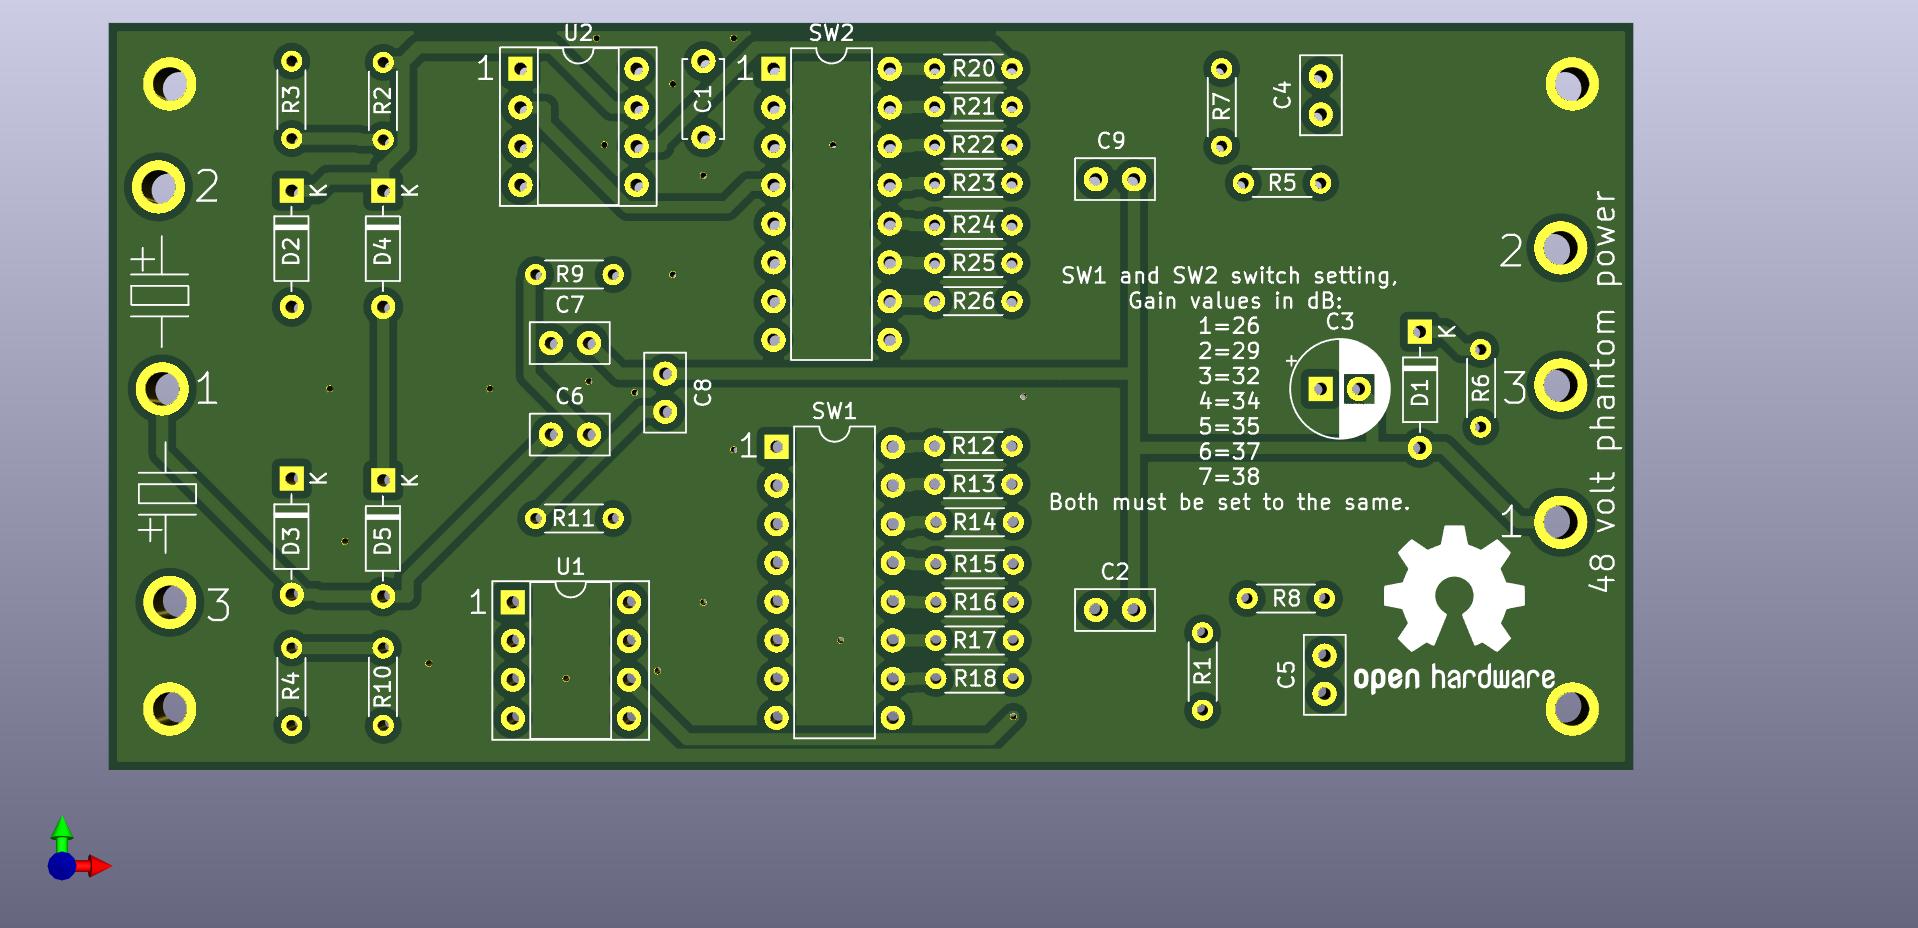 U2
SW2
1
1
R3
R2
C1
R20
R21
R22
R23
R24
R25
R26
R7
C4
C9
R5
2
K
K
D2
D4
+
R9
C7
2
48 volt phantom power
SW1 and SW2 switch setting,
Gain values in dB:
1=26
2=29
3=32
4=34
5=35
6=37
7=38
Both must be set to the same.
C3
+
K
D1
R6
3
1
1
C8
C6
SW1
1
R12
R13
R14
R15
R16
R17
R18
K
K
D3
D5
+
R11
U1
1
3
C2
R8
R4
R10
R1
C5
open hardware